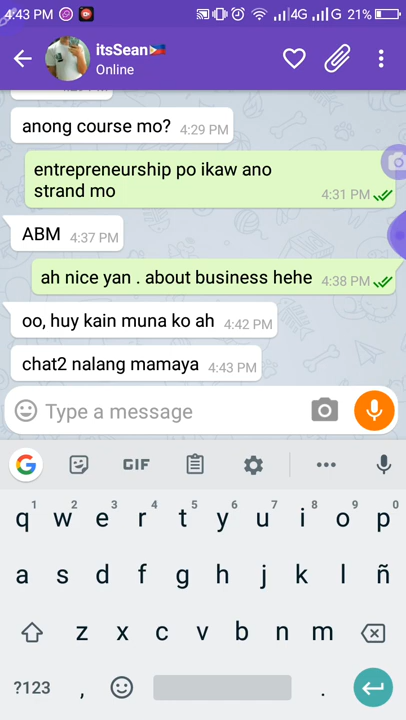 4:43 PM 4G G 21%
itsSean🇵🇭
Online
anong course mo? 4:29 PM
entrepreneurship po ikaw ano
strand mo 4:31 PM
ABM 4:37 PM
ah nice yan . about business hehe 4:38 PM
oo, huy kain muna ko ah 4:42 PM
chat2 nalang mamaya 4:43 PM
Type a message
G GIF
1 2 3 4 5 6 7 8 9 0
q w e r t y u i o p
a s d f g h j k l ñ
z x c v b n m
?123 , .